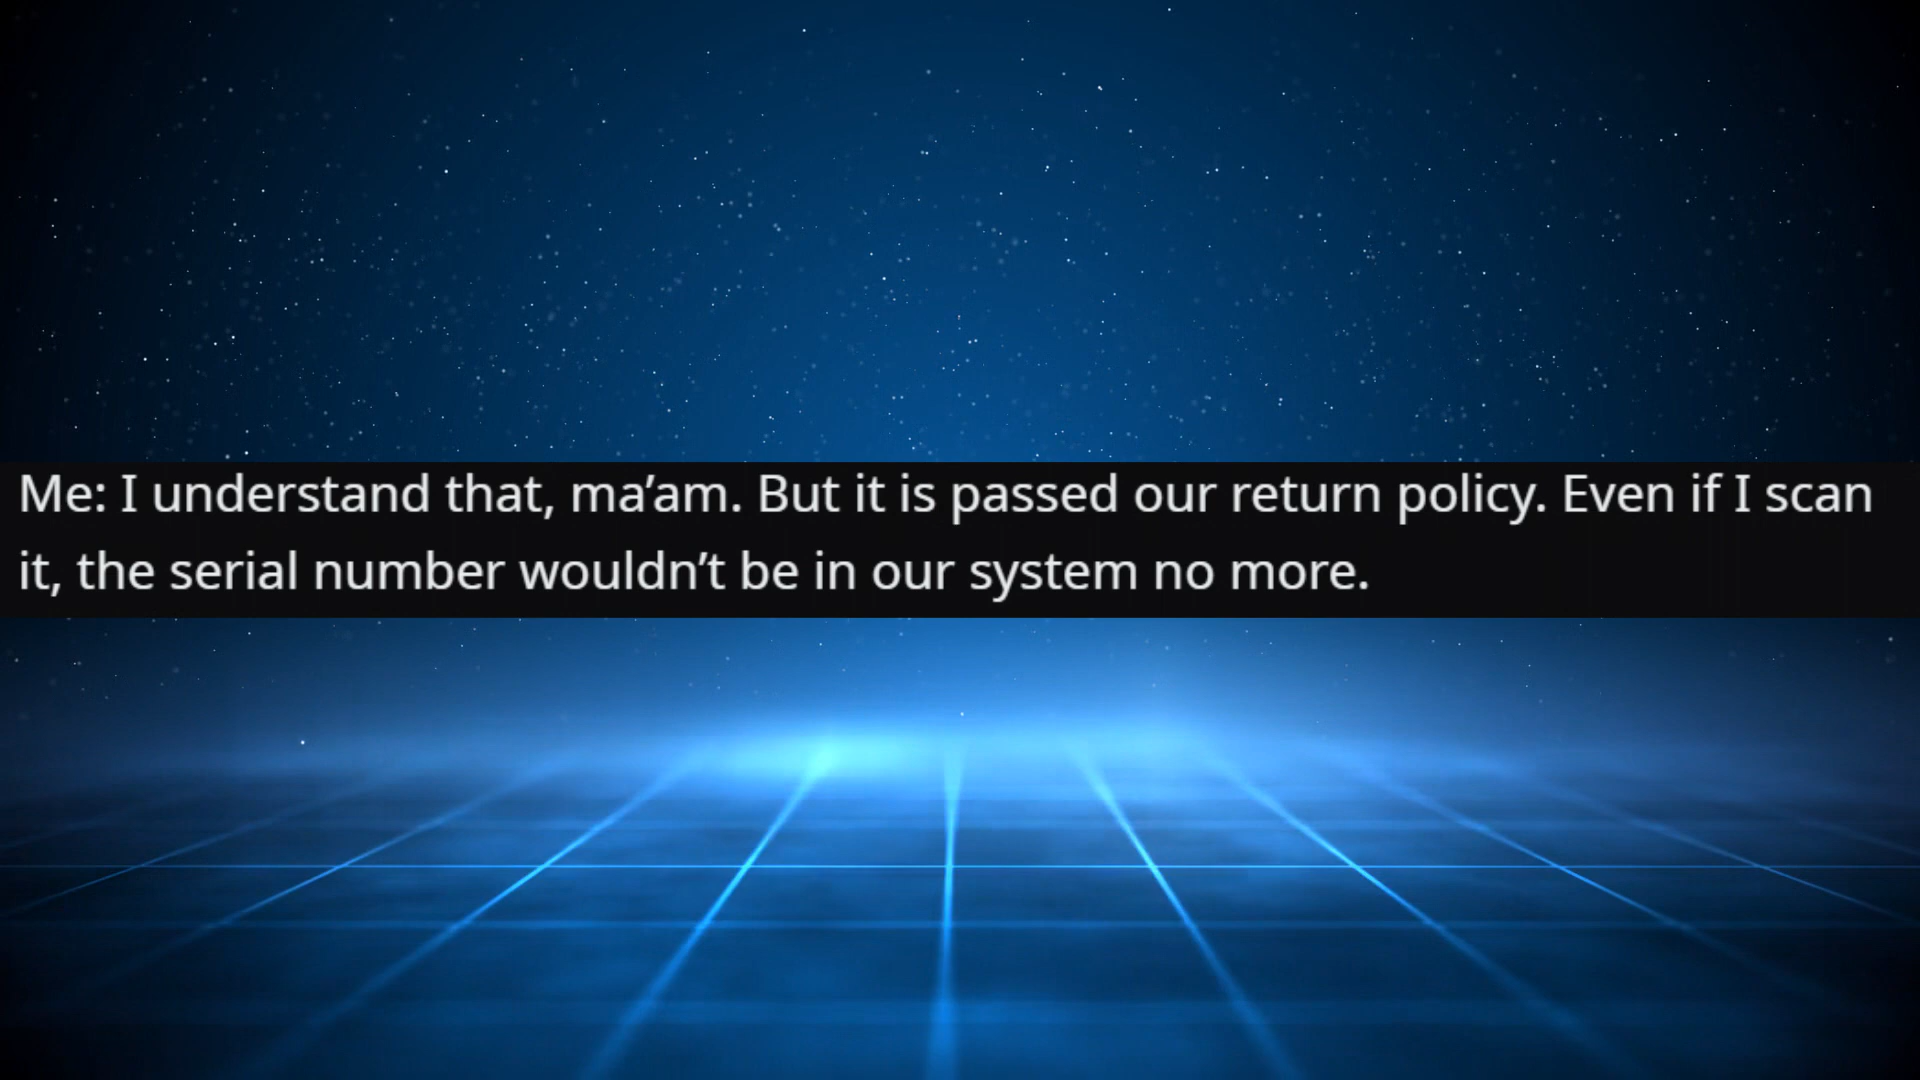 Me: I understand that, ma’am. But it is passed our return policy. Even if I scan
it, the serial number wouldn’t be in our system no more.